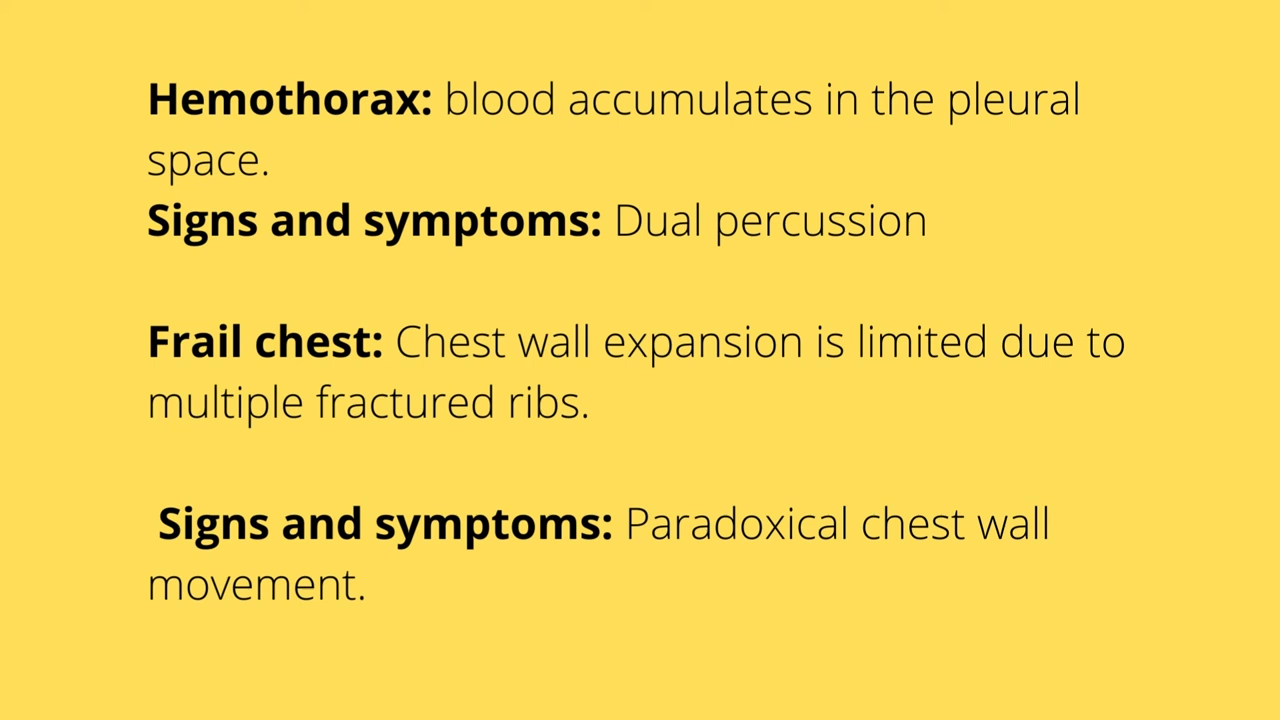 Hemothorax: blood accumulates in the pleural
space.
Signs and symptoms: Dual percussion
Frail chest: Chest wall expansion is limited due to
multiple fractured ribs.
Signs and symptoms: Paradoxical chest wall
movement.